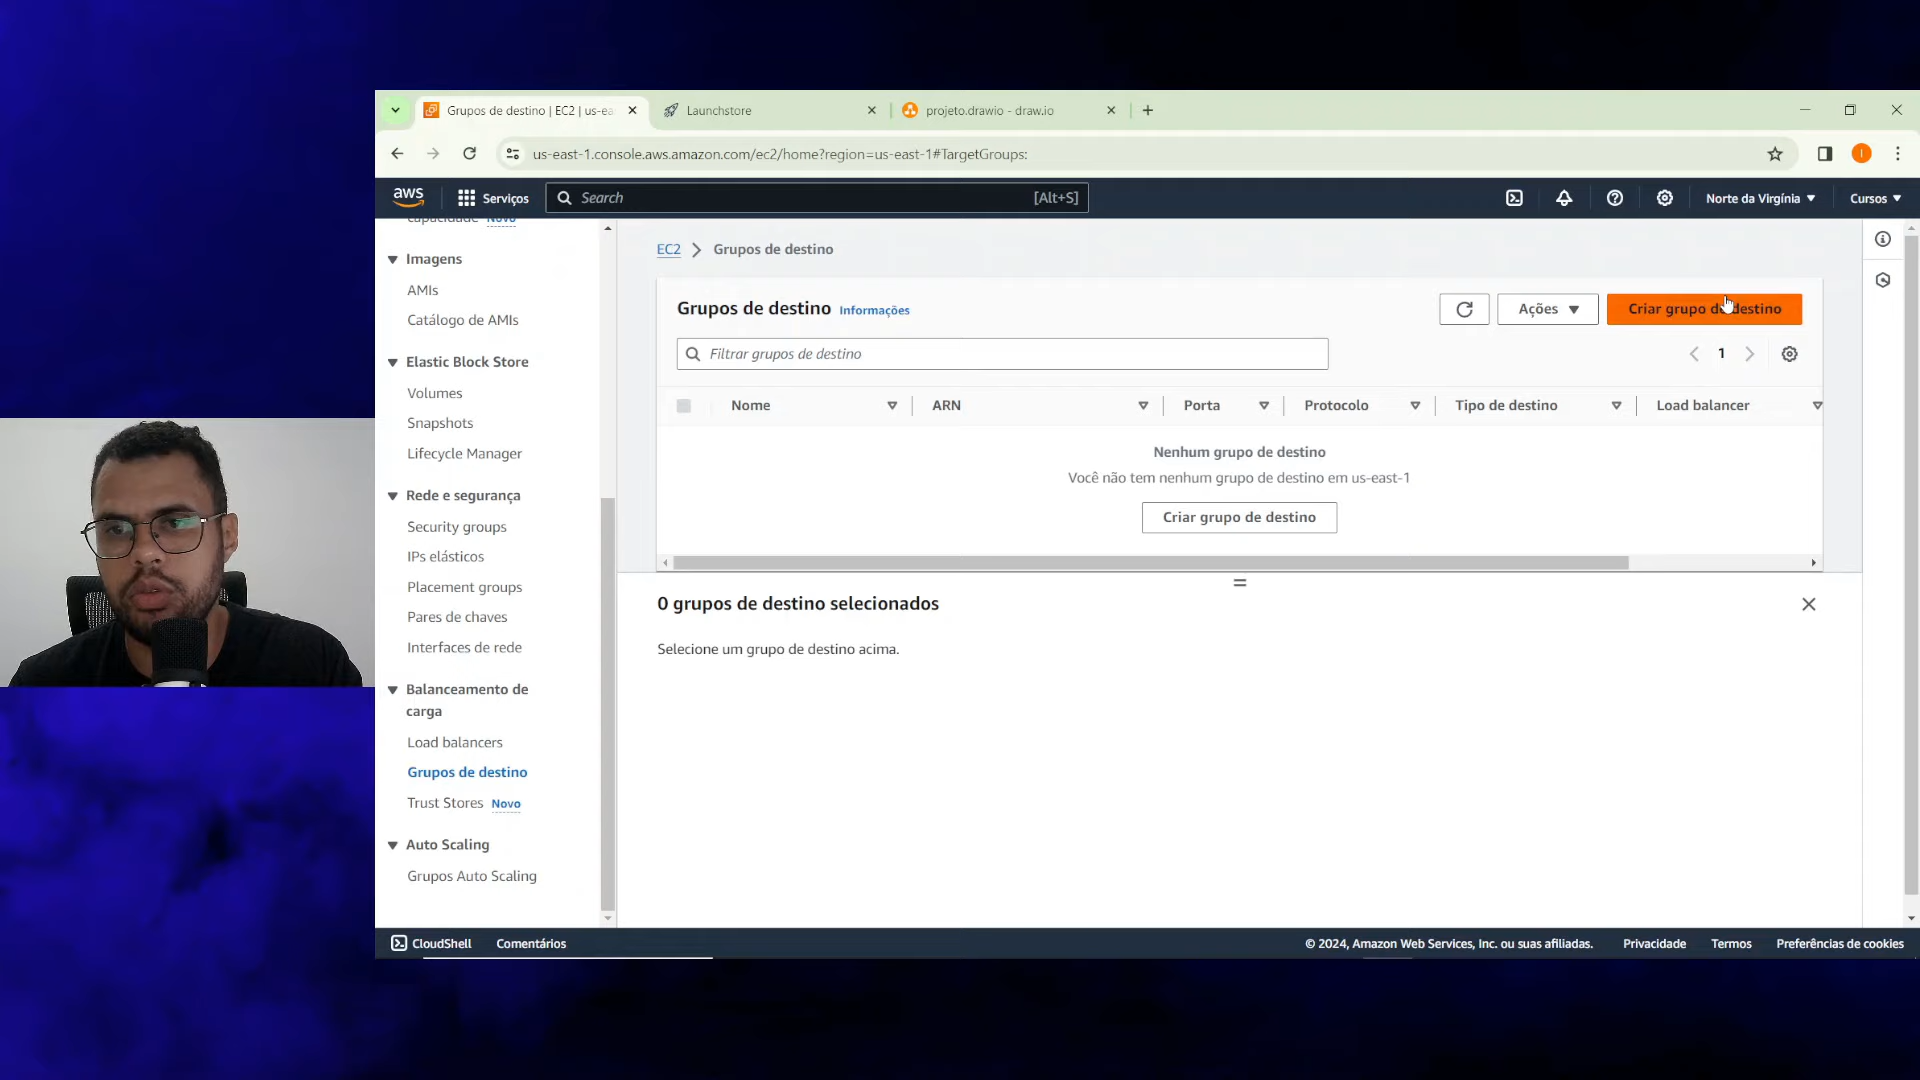 Grupos de destino | EC2 | us-ea
Launchstore
projeto.drawio - draw.io
us-east-1.console.aws.amazon.com/ec2/home?region=us-east-1#TargetGroups:
I
aws
Serviços
Search
[Alt+S]
Norte da Virgínia
Cursos
capacidade Novo
Imagens
AMIs
Catálogo de AMIs
Elastic Block Store
Volumes
Snapshots
Lifecycle Manager
Rede e segurança
Security groups
IPs elásticos
Placement groups
Pares de chaves
Interfaces de rede
Balanceamento de
carga
Load balancers
Grupos de destino
Trust Stores Novo
Auto Scaling
Grupos Auto Scaling
EC2 Grupos de destino
Grupos de destino Informações
Ações
Criar grupo de destino
Filtrar grupos de destino
1
Nome ARN Porta Protocolo Tipo de destino Load balancer
Nenhum grupo de destino
Você não tem nenhum grupo de destino em us-east-1
Criar grupo de destino
0 grupos de destino selecionados
Selecione um grupo de destino acima.
CloudShell Comentários
© 2024, Amazon Web Services, Inc. ou suas afiliadas. Privacidade Termos Preferências de cookies